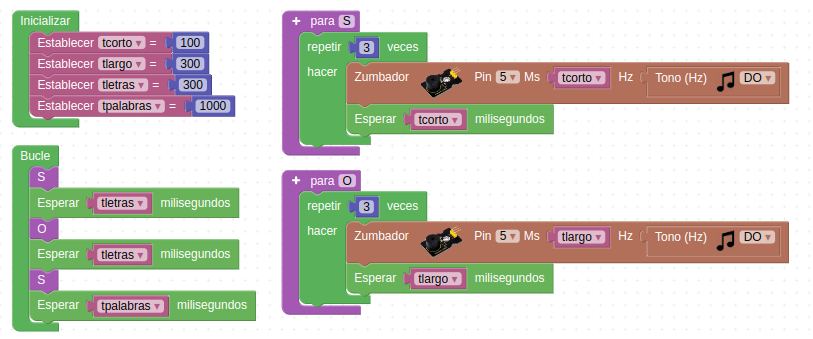 Inicializar
Establecer tcorto = 100
Establecer tlargo = 300
Establecer tletras = 300
Establecer tpalabras = 1000
Bucle
S
Esperar tletras milisegundos
O
Esperar tletras milisegundos
S
Esperar tpalabras milisegundos
+ para S
repetir 3 veces
hacer Zumbador Pin 5 Ms tcorto Hz Tono (Hz) DO
Esperar tcorto milisegundos
+ para O
repetir 3 veces
hacer Zumbador Pin 5 Ms tlargo Hz Tono (Hz) DO
Esperar tlargo milisegundos